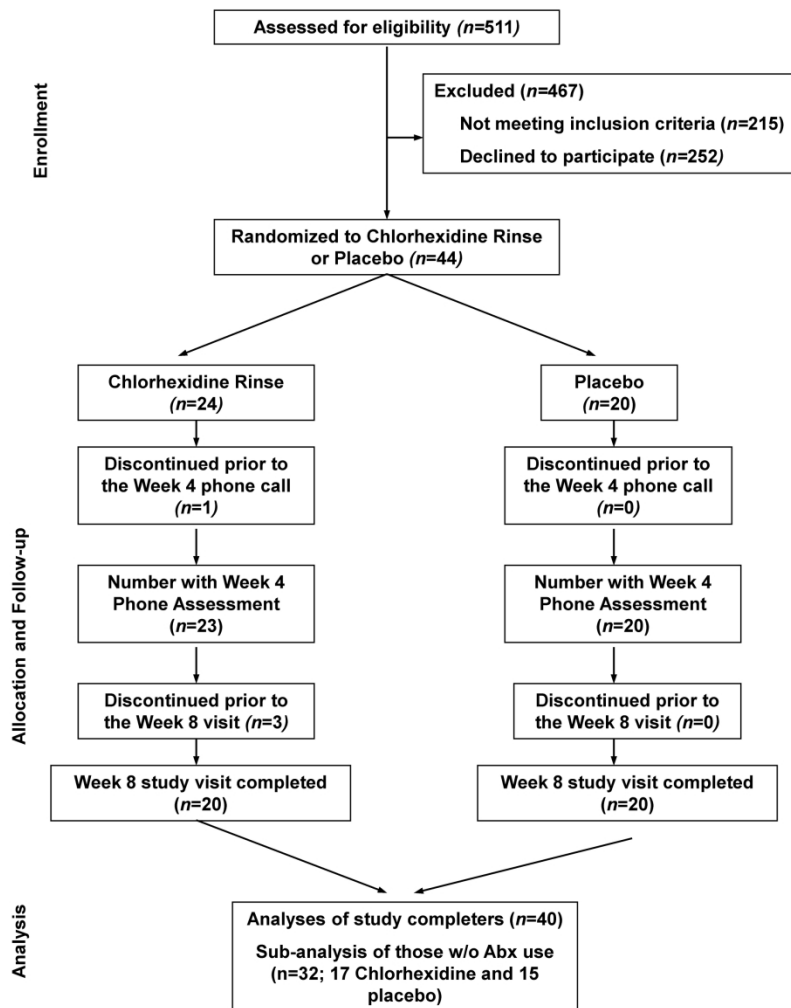 Assessed for eligibility (n=511)
Enrollment
Excluded (n=467)
Not meeting inclusion criteria (n=215)
Declined to participate (n=252)
Randomized to Chlorhexidine Rinse
or Placebo (n=44)
Allocation and Follow-up
Chlorhexidine Rinse
(n=24)
Placebo
(n=20)
Discontinued prior to
the Week 4 phone call
(n=1)
Discontinued prior to
the Week 4 phone call
(n=0)
Number with Week 4
Phone Assessment
(n=23)
Number with Week 4
Phone Assessment
(n=20)
Discontinued prior to
the Week 8 visit (n=3)
Discontinued prior to
the Week 8 visit (n=0)
Week 8 study visit completed
(n=20)
Week 8 study visit completed
(n=20)
Analysis
Analyses of study completers (n=40)
Sub-analysis of those w/o Abx use
(n=32; 17 Chlorhexidine and 15
placebo)